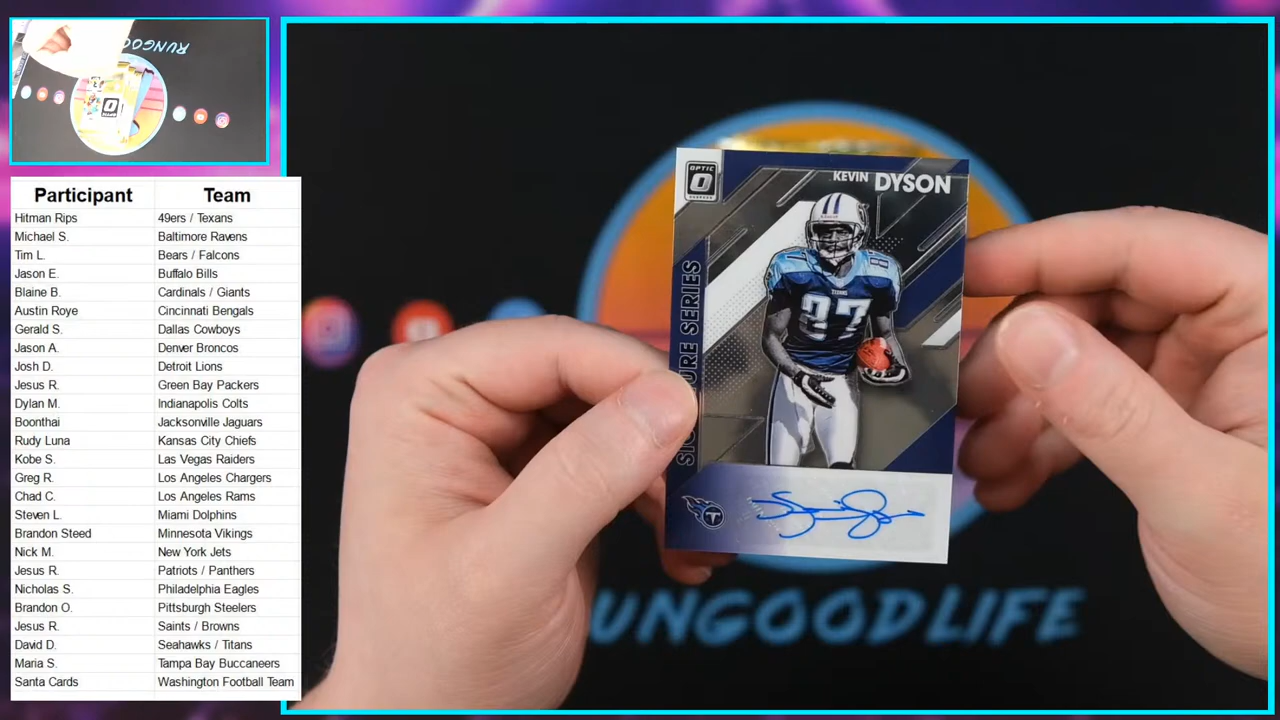 RUNGOODLIFE
Participant Team
Hitman Rips 49ers / Texans
Michael S. Baltimore Ravens
Tim L. Bears / Falcons
Jason E. Buffalo Bills
Blaine B. Cardinals / Giants
Austin Roye Cincinnati Bengals
Gerald S. Dallas Cowboys
Jason A. Denver Broncos
Josh D. Detroit Lions
Jesus R. Green Bay Packers
Dylan M. Indianapolis Colts
Boonthai Jacksonville Jaguars
Rudy Luna Kansas City Chiefs
Kobe S. Las Vegas Raiders
Greg R. Los Angeles Chargers
Chad C. Los Angeles Rams
Steven L. Miami Dolphins
Brandon Steed Minnesota Vikings
Nick M. New York Jets
Jesus R. Patriots / Panthers
Nicholas S. Philadelphia Eagles
Brandon O. Pittsburgh Steelers
Jesus R. Saints / Browns
David D. Seahawks / Titans
Maria S. Tampa Bay Buccaneers
Santa Cards Washington Football Team
OPTIC
KEVIN DYSON
SERIES
TITANS
87
87
T